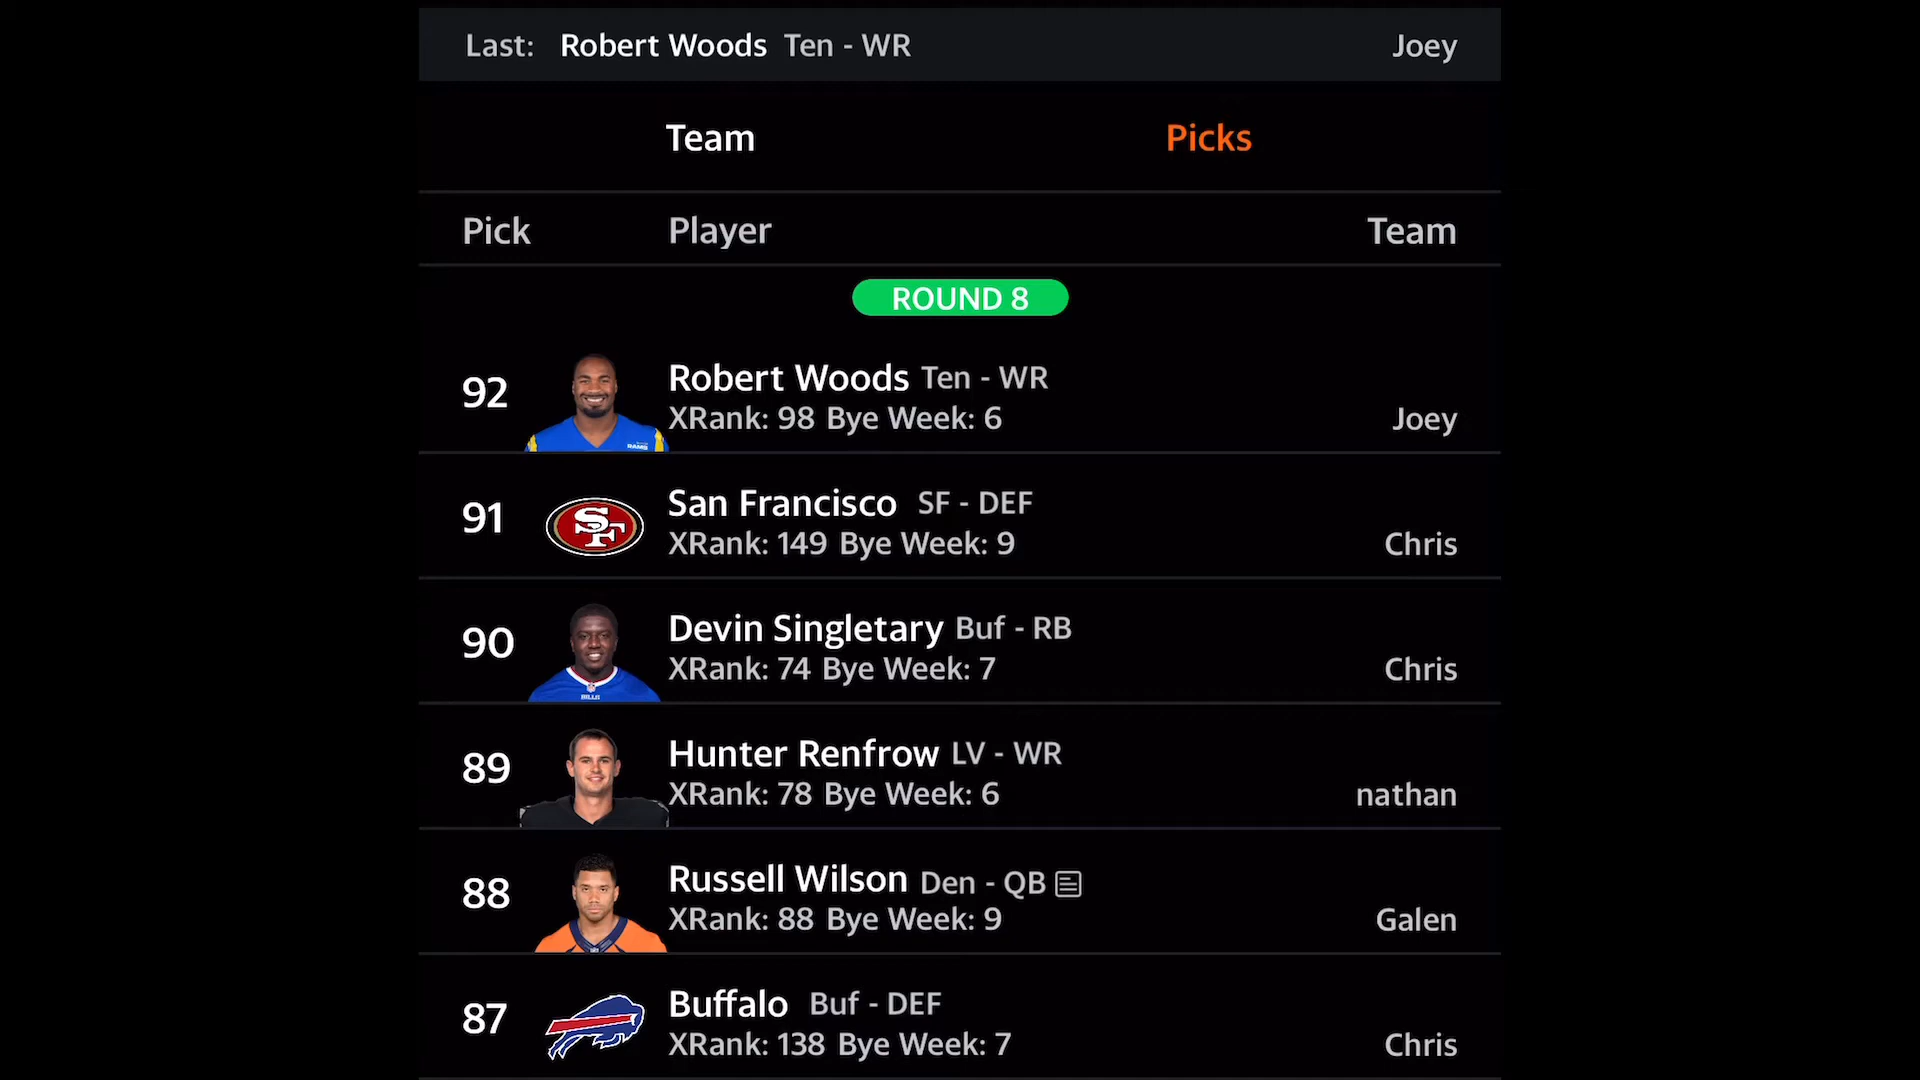 Last: Robert Woods Ten - WR Joey
Team Picks
Pick Player Team
ROUND 8
92 Robert Woods Ten - WR
XRank: 98 Bye Week: 6 Joey
RAMS
91 San Francisco SF - DEF
XRank: 149 Bye Week: 9 Chris
SF
90 Devin Singletary Buf - RB
XRank: 74 Bye Week: 7 Chris
BILLS
89 Hunter Renfrow LV - WR
XRank: 78 Bye Week: 6 nathan
88 Russell Wilson Den - QB
XRank: 88 Bye Week: 9 Galen
87 Buffalo Buf - DEF
XRank: 138 Bye Week: 7 Chris